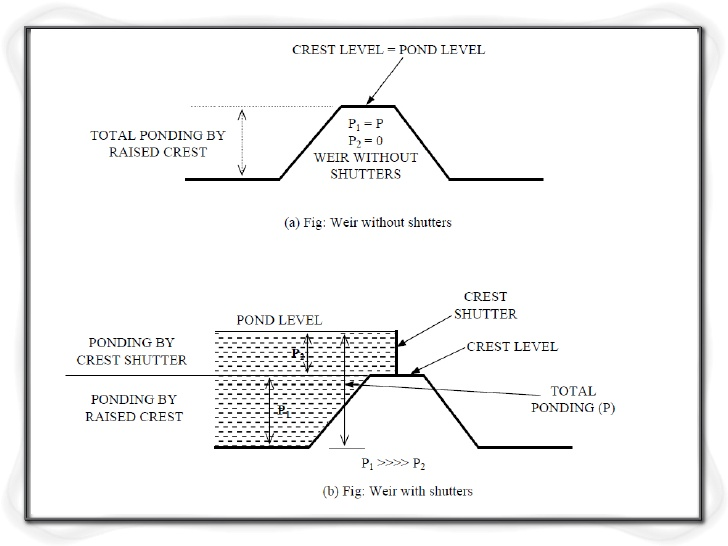 CREST LEVEL = POND LEVEL
TOTAL PONDING BY
RAISED CREST
P₁ = P
P₂ = 0
WEIR WITHOUT
SHUTTERS
(a) Fig: Weir without shutters
CREST
SHUTTER
POND LEVEL
PONDING BY
CREST SHUTTER
P₂
CREST LEVEL
PONDING BY
RAISED CREST
P₁
TOTAL
PONDING (P)
P₁ >>>> P₂
(b) Fig: Weir with shutters